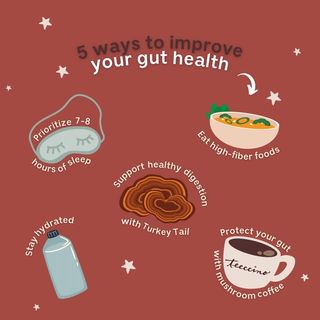 5 ways to improve
your gut health
Prioritize 7-8
hours of sleep
Eat high-fiber foods
Support healthy digestion
with Turkey Tail
Stay hydrated
Protect your gut
with mushroom coffee
teeccino